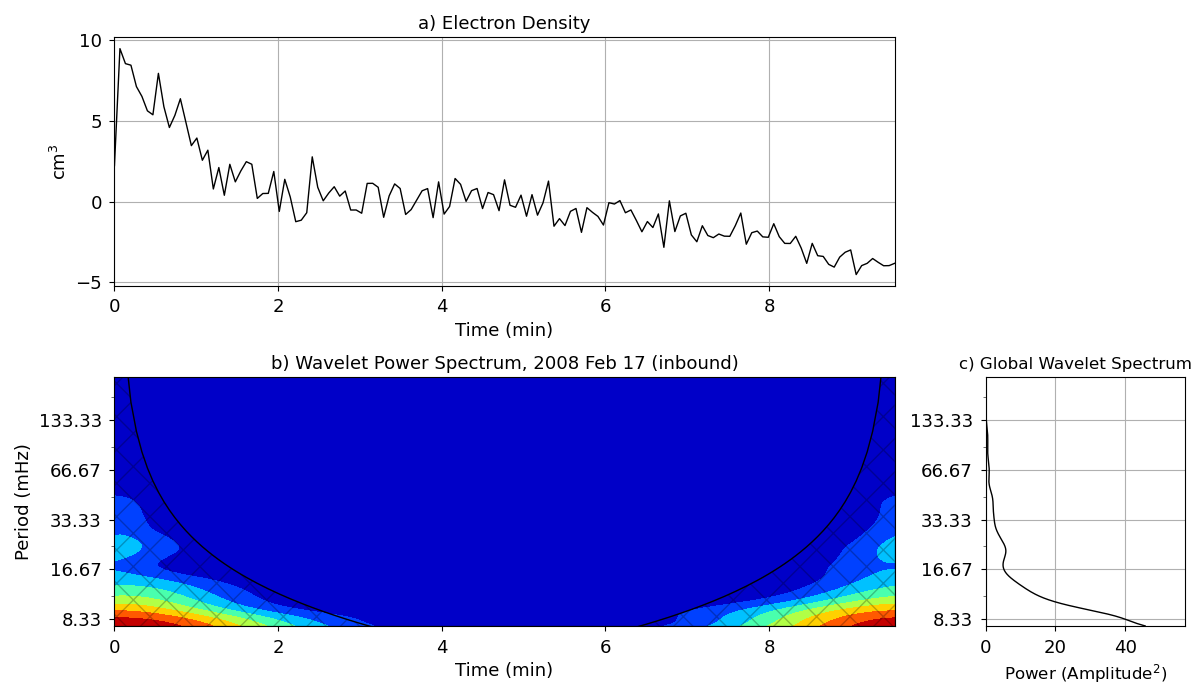 a) Electron Density
10
5
0
−5
cm³
0 2 4 6 8
Time (min)
b) Wavelet Power Spectrum, 2008 Feb 17 (inbound)
133.33
66.67
33.33
16.67
8.33
Period (mHz)
0 2 4 6 8
Time (min)
c) Global Wavelet Spectrum
133.33
66.67
33.33
16.67
8.33
0 20 40
Power (Amplitude²)